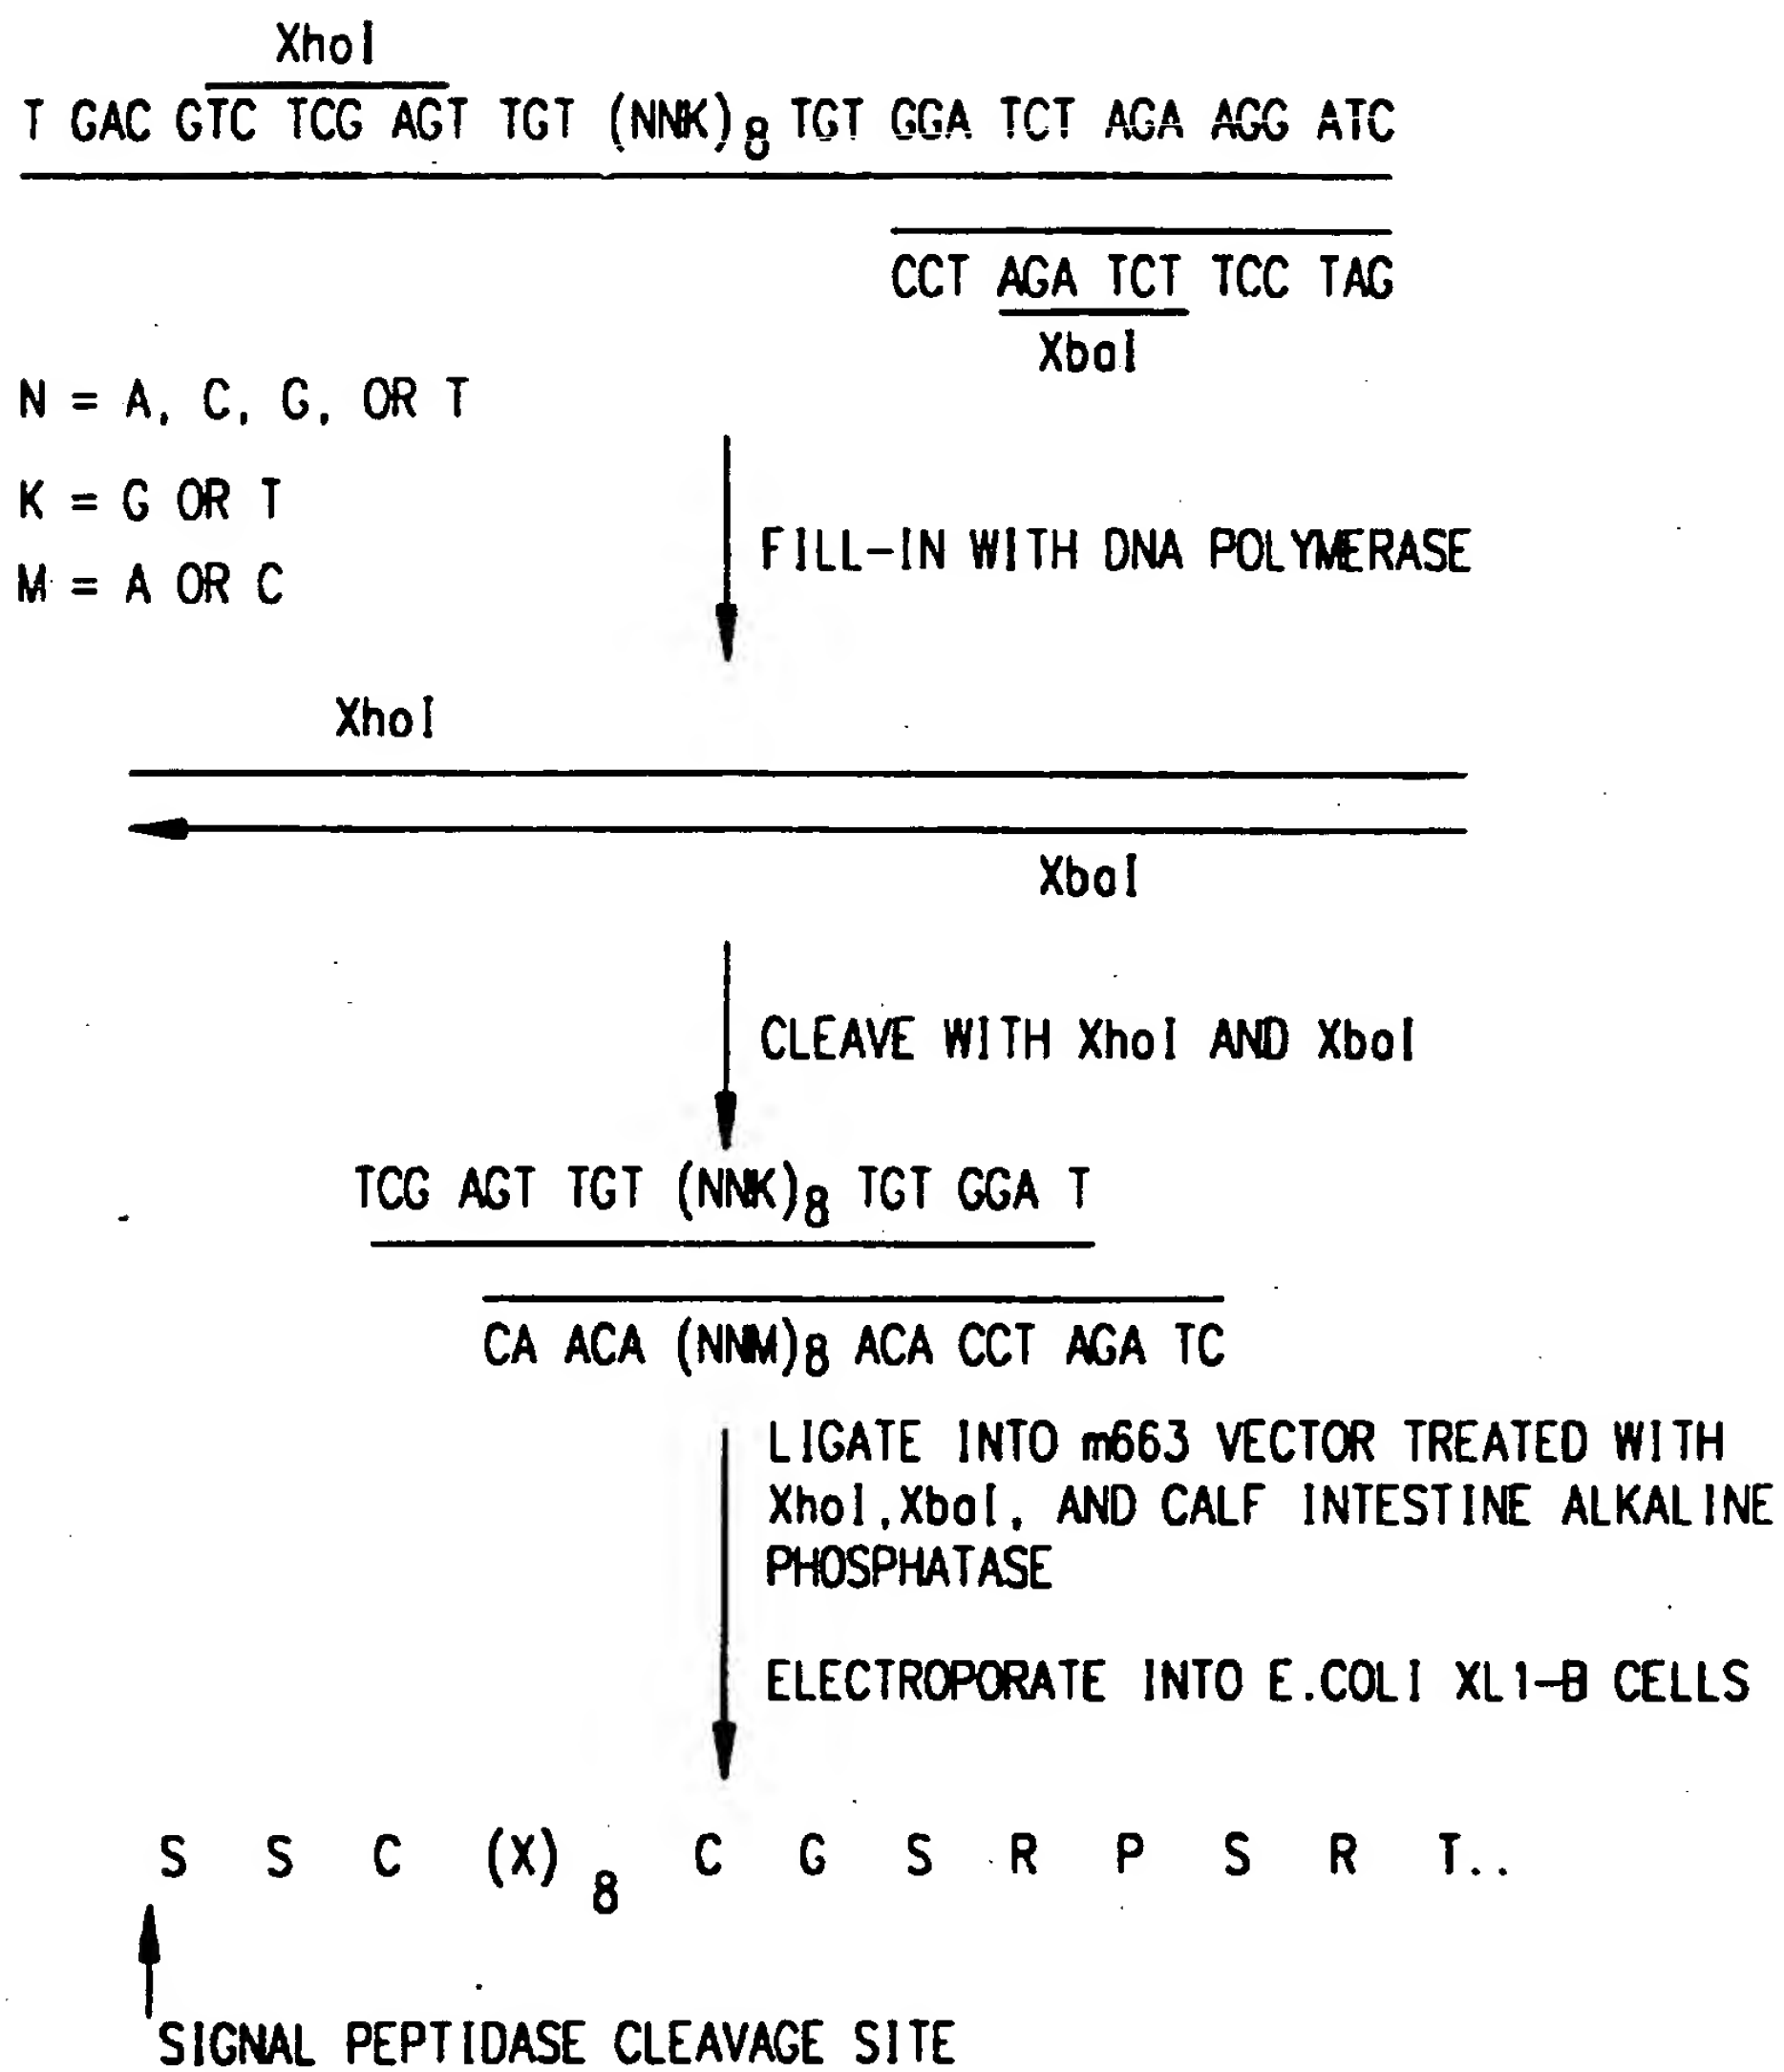 XhoI
T GAC GTC TCG AGT TGT (NNK)8 TGT GGA TCT AGA AGG ATC
CCT AGA TCT TCC TAG
XbaI
N = A, C, G, OR T
K = G OR T
M = A OR C
FILL-IN WITH DNA POLYMERASE
XhoI
XbaI
CLEAVE WITH XhoI AND XbaI
TCG AGT TGT (NNK)8 TGT GGA T
CA ACA (NNM)8 ACA CCT AGA TC
LIGATE INTO m663 VECTOR TREATED WITH
XhoI,XbaI, AND CALF INTESTINE ALKALINE
PHOSPHATASE
ELECTROPORATE INTO E.COLI XL1-B CELLS
S S C (X)8 C G S R P S R T..
SIGNAL PEPTIDASE CLEAVAGE SITE